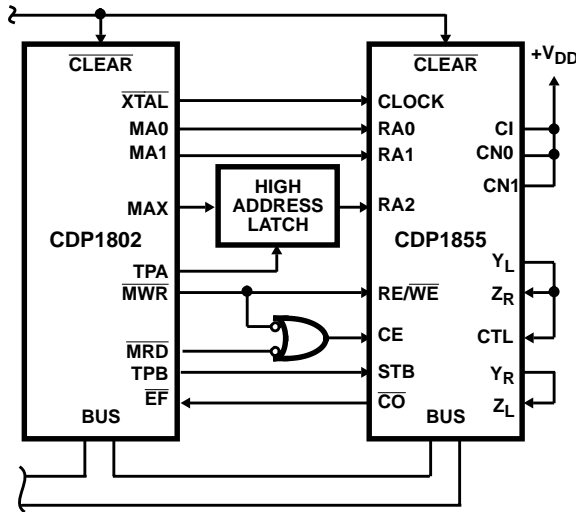 +VDD
CLEAR
CLEAR
XTAL
CLOCK
MA0
RA0
CI
MA1
RA1
CN0
CN1
MAX
HIGH
ADDRESS
LATCH
RA2
CDP1802
CDP1855
TPA
YL
MWR
RE/WE
ZR
CE
CTL
MRD
TPB
STB
YR
EF
CO
ZL
BUS
BUS